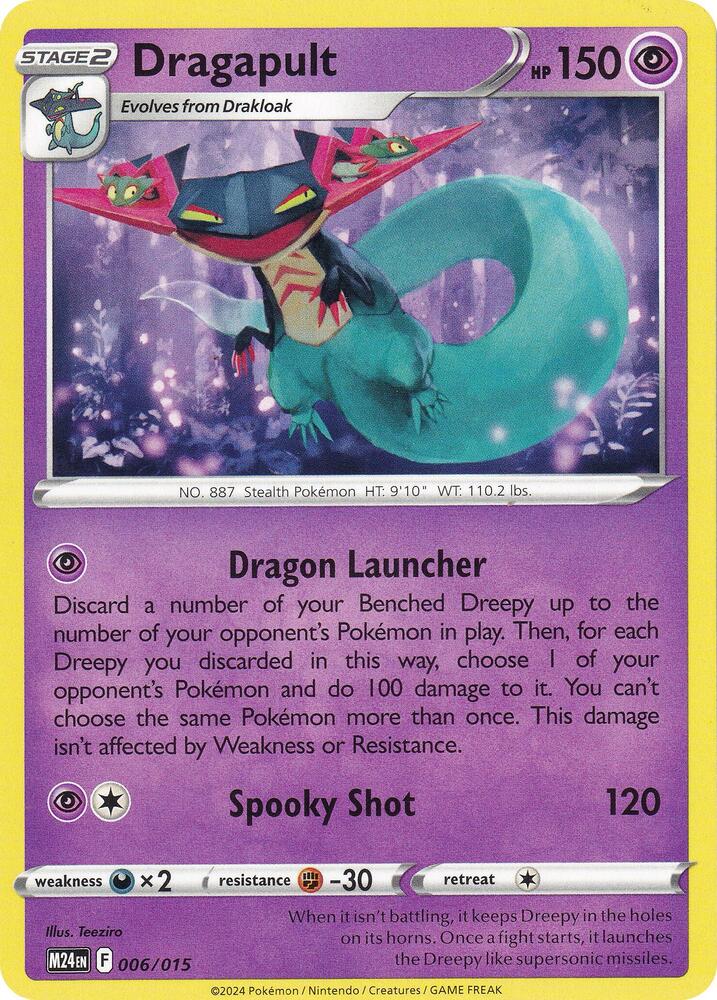 STAGE 2
Dragapult
HP 150
Evolves from Drakloak
NO. 887 Stealth Pokémon HT: 9'10" WT: 110.2 lbs.
Dragon Launcher
Discard a number of your Benched Dreepy up to the
number of your opponent's Pokémon in play. Then, for each
Dreepy you discarded in this way, choose 1 of your
opponent's Pokémon and do 100 damage to it. You can't
choose the same Pokémon more than once. This damage
isn't affected by Weakness or Resistance.
Spooky Shot 120
weakness ×2 resistance -30 retreat
When it isn't battling, it keeps Dreepy in the holes
on its horns. Once a fight starts, it launches
the Dreepy like supersonic missiles.
Illus. Teeziro
M24 EN F 006/015
©2024 Pokémon / Nintendo / Creatures / GAME FREAK